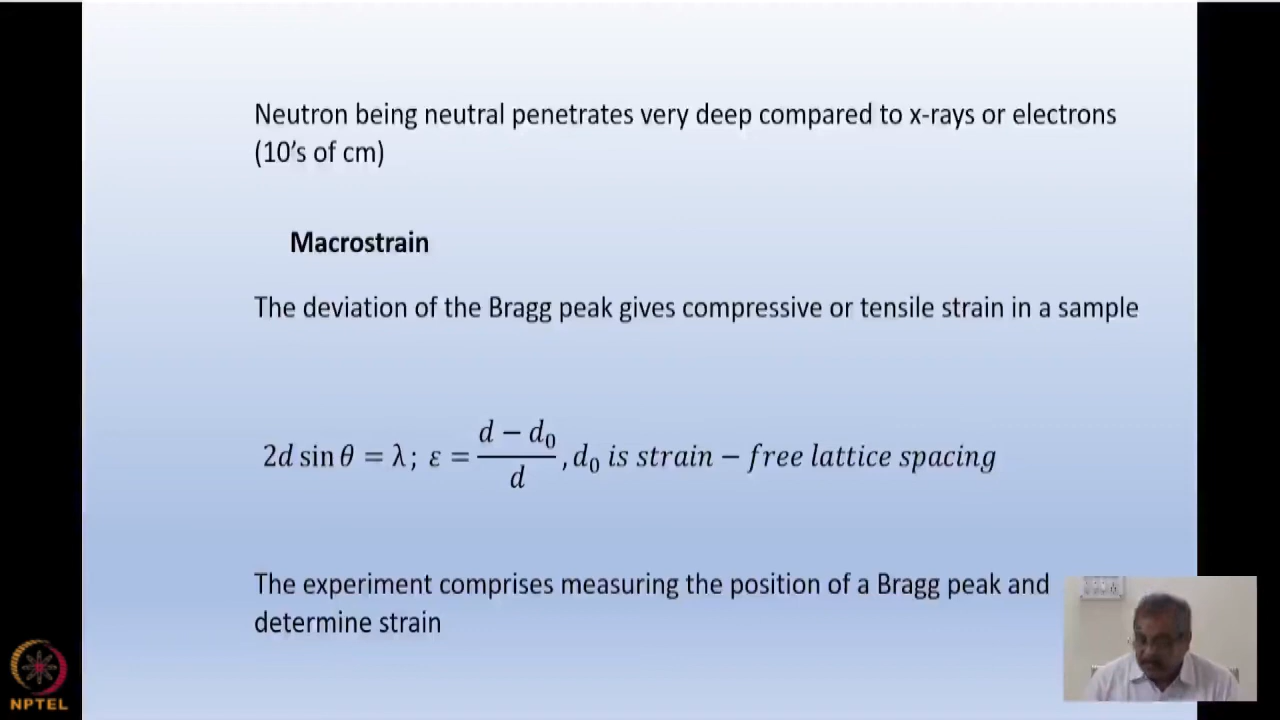 Neutron being neutral penetrates very deep compared to x-rays or electrons
(10’s of cm)
Macrostrain
The deviation of the Bragg peak gives compressive or tensile strain in a sample
2d sin θ = λ; ε = (d − d₀)/d, d₀ is strain − free lattice spacing
The experiment comprises measuring the position of a Bragg peak and
determine strain
NPTEL